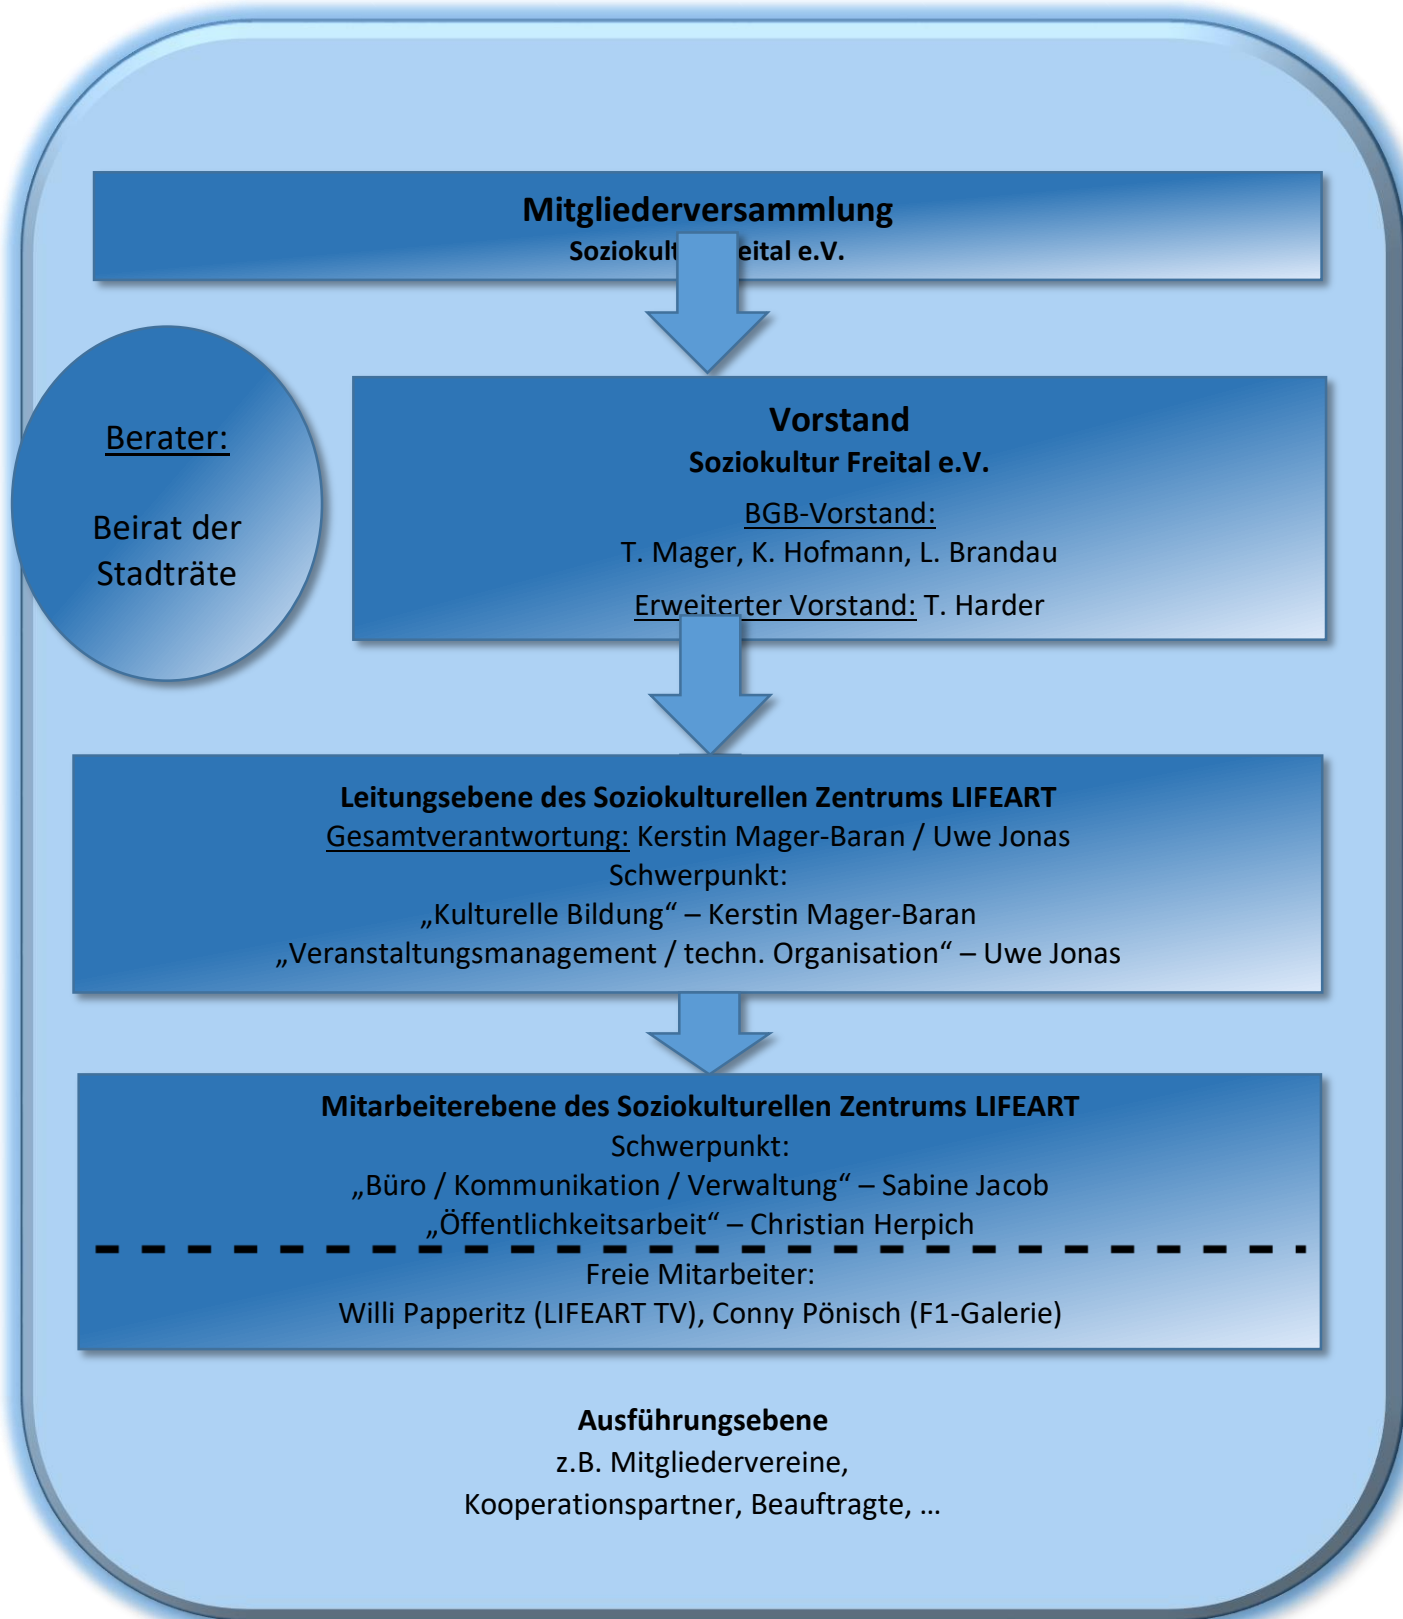 Mitgliederversammlung
Soziokultur Freital e.V.
Berater:
Beirat der
Stadträte
Vorstand
Soziokultur Freital e.V.
BGB-Vorstand:
T. Mager, K. Hofmann, L. Brandau
Erweiterter Vorstand: T. Harder
Leitungsebene des Soziokulturellen Zentrums LIFEART
Gesamtverantwortung: Kerstin Mager-Baran / Uwe Jonas
Schwerpunkt:
„Kulturelle Bildung“ – Kerstin Mager-Baran
„Veranstaltungsmanagement / techn. Organisation“ – Uwe Jonas
Mitarbeiterebene des Soziokulturellen Zentrums LIFEART
Schwerpunkt:
„Büro / Kommunikation / Verwaltung“ – Sabine Jacob
„Öffentlichkeitsarbeit“ – Christian Herpich
Freie Mitarbeiter:
Willi Papperitz (LIFEART TV), Conny Pönisch (F1-Galerie)
Ausführungsebene
z.B. Mitgliedervereine,
Kooperationspartner, Beauftragte, …